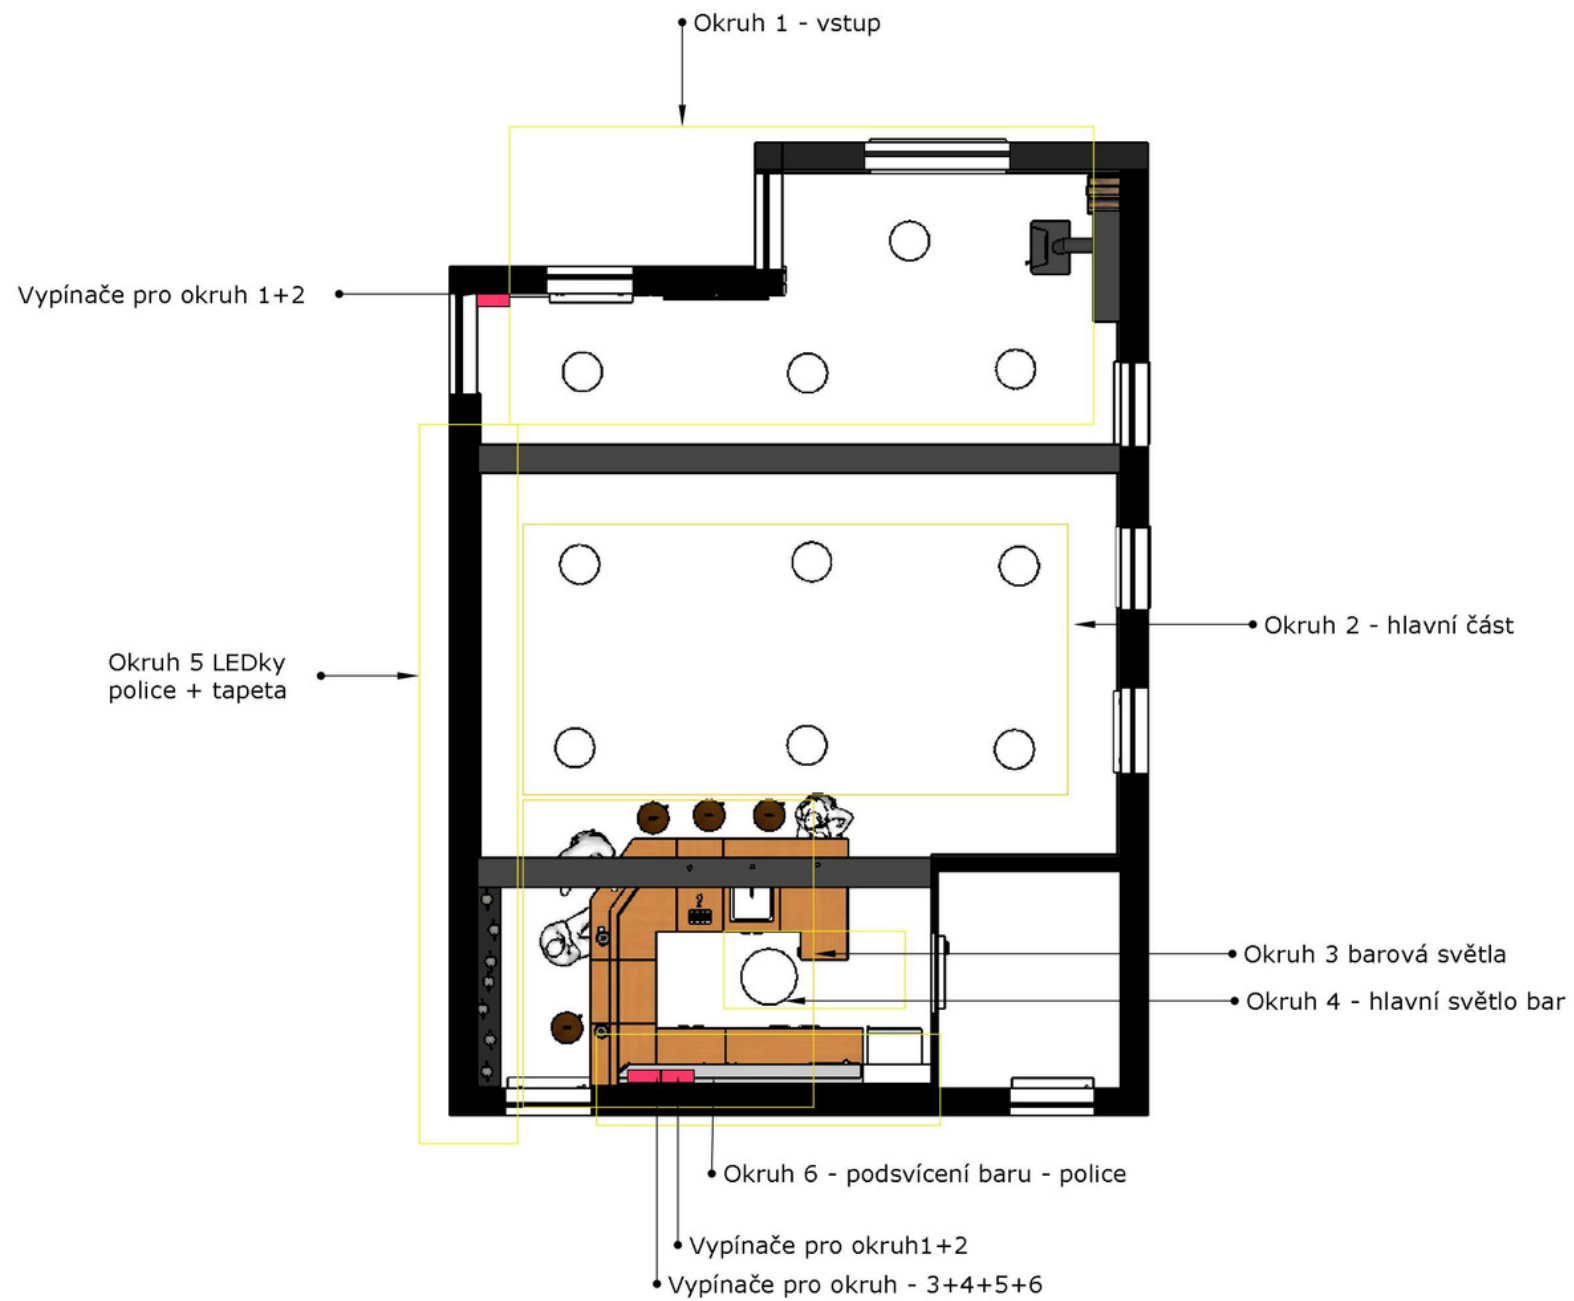 Okruh 1 - vstup
Vypínače pro okruh 1+2
Okruh 2 - hlavní část
Okruh 5 LEDky
police + tapeta
Okruh 3 barová světla
Okruh 4 - hlavní světlo bar
Okruh 6 - podsvícení baru - police
Vypínače pro okruh1+2
Vypínače pro okruh - 3+4+5+6